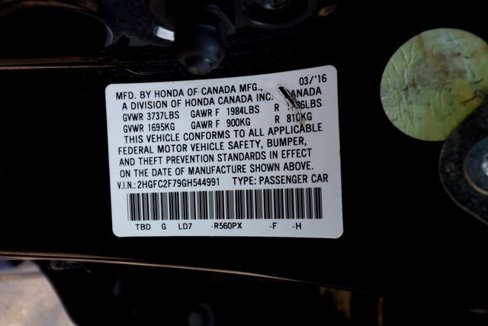 MFD. BY HONDA OF CANADA MFG., 03/'16
A DIVISION OF HONDA CANADA INC. CANADA
GVWR 3737LBS GAWR F 1984LBS R LBS
GVWR 1695KG GAWR F 900KG R 810KG
THIS VEHICLE CONFORMS TO ALL APPLICABLE
FEDERAL MOTOR VEHICLE SAFETY, BUMPER,
AND THEFT PREVENTION STANDARDS IN EFFECT
ON THE DATE OF MANUFACTURE SHOWN ABOVE.
V.I.N.: 2HGFC2F79GH544991 TYPE: PASSENGER CAR
TBD G LD7 -R560PX -F -H